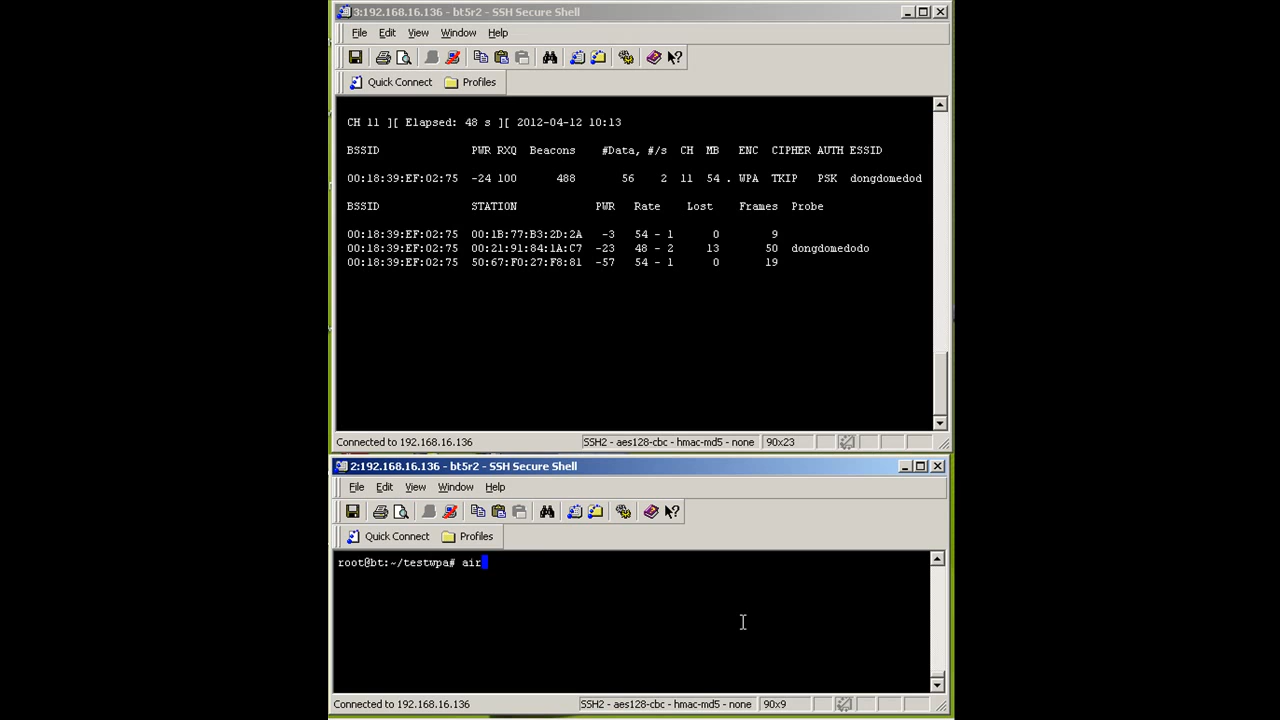 3:192.168.16.136 - bt5r2 - SSH Secure Shell
File Edit View Window Help
Quick Connect Profiles
CH 11 ][ Elapsed: 48 s ][ 2012-04-12 10:13
BSSID PWR RXQ Beacons #Data, #/s CH MB ENC CIPHER AUTH ESSID
00:18:39:EF:02:75 -24 100 488 56 2 11 54 . WPA TKIP PSK dongdomedod
BSSID STATION PWR Rate Lost Frames Probe
00:18:39:EF:02:75 00:1B:77:B3:2D:2A -3 54 - 1 0 9
00:18:39:EF:02:75 00:21:91:84:1A:C7 -23 48 - 2 13 50 dongdomedodo
00:18:39:EF:02:75 50:67:F0:27:F8:81 -57 54 - 1 0 19
Connected to 192.168.16.136 SSH2 - aes128-cbc - hmac-md5 - none 90x23
2:192.168.16.136 - bt5r2 - SSH Secure Shell
File Edit View Window Help
Quick Connect Profiles
root@bt:~/testwpa# air
Connected to 192.168.16.136 SSH2 - aes128-cbc - hmac-md5 - none 90x9